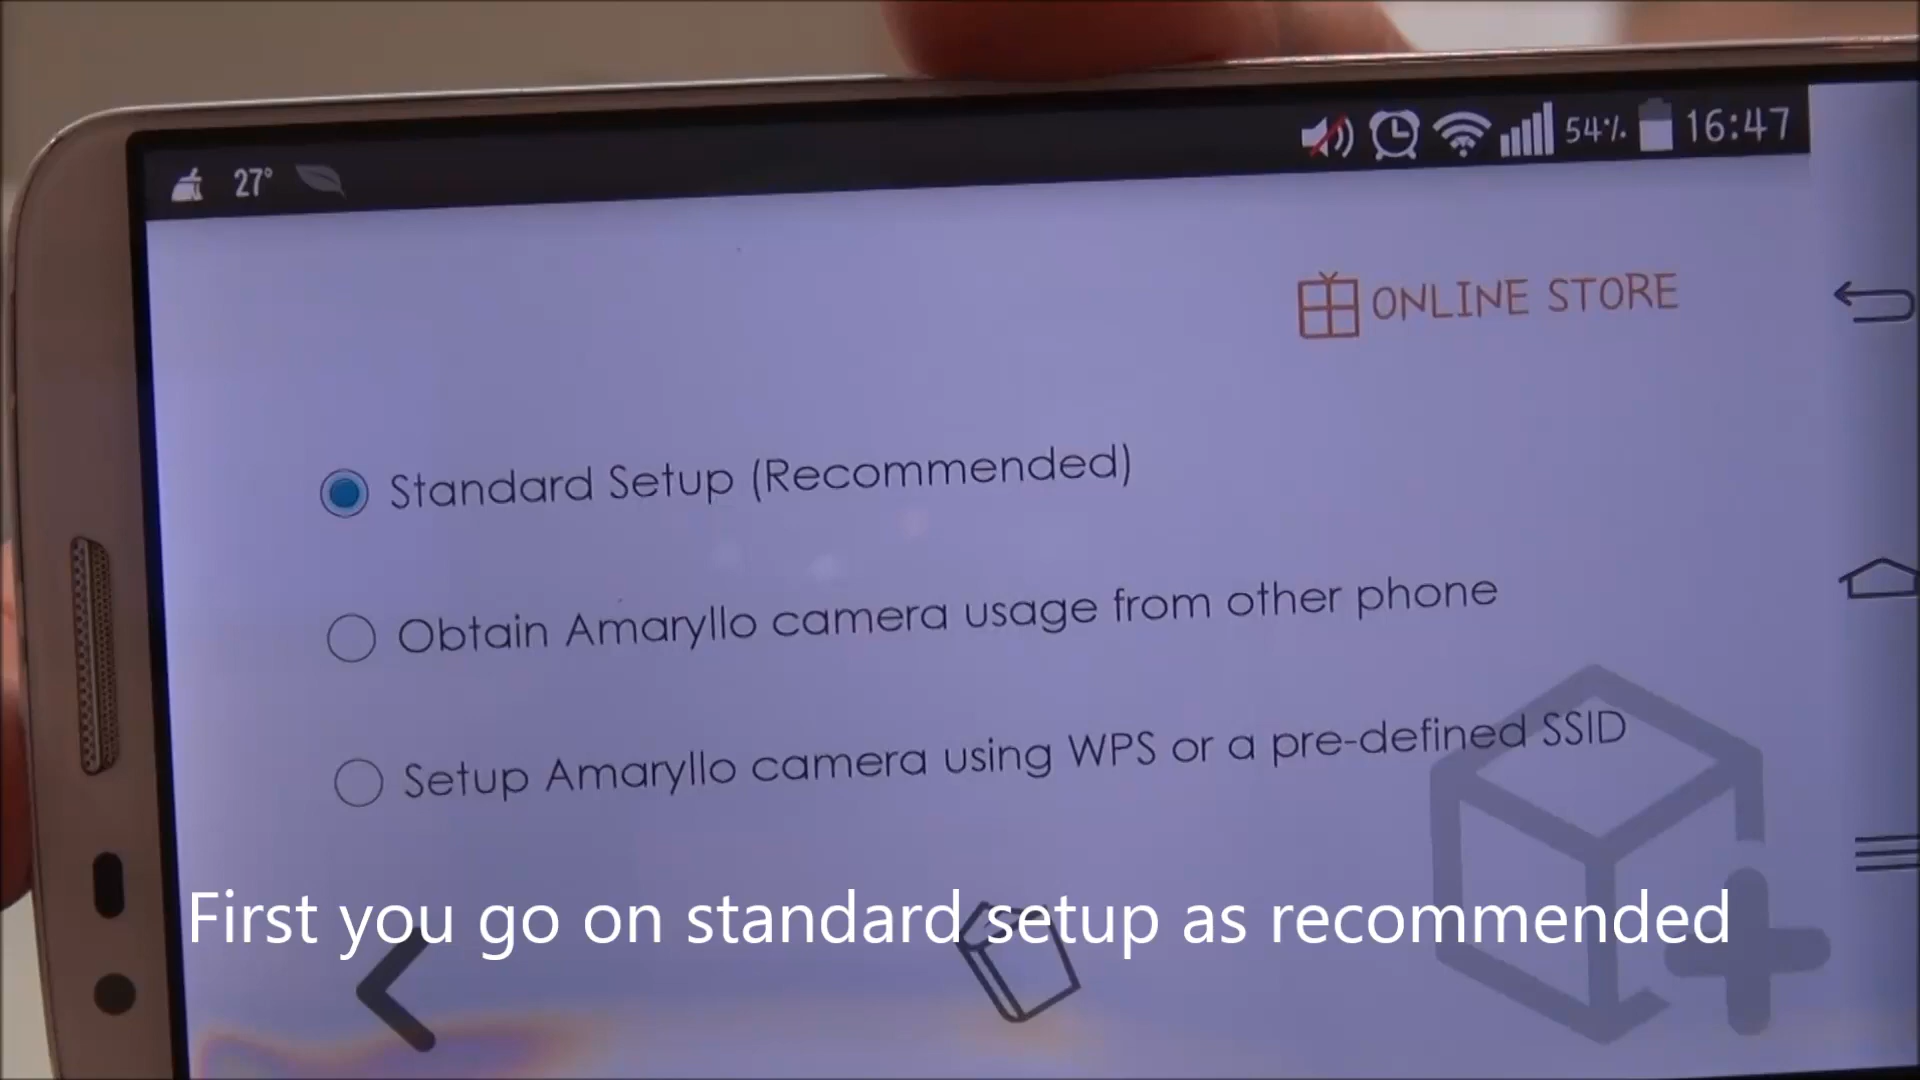 27°
54% 16:47
ONLINE STORE
Standard Setup (Recommended)
Obtain Amaryllo camera usage from other phone
Setup Amaryllo camera using WPS or a pre-defined SSID
First you go on standard setup as recommended